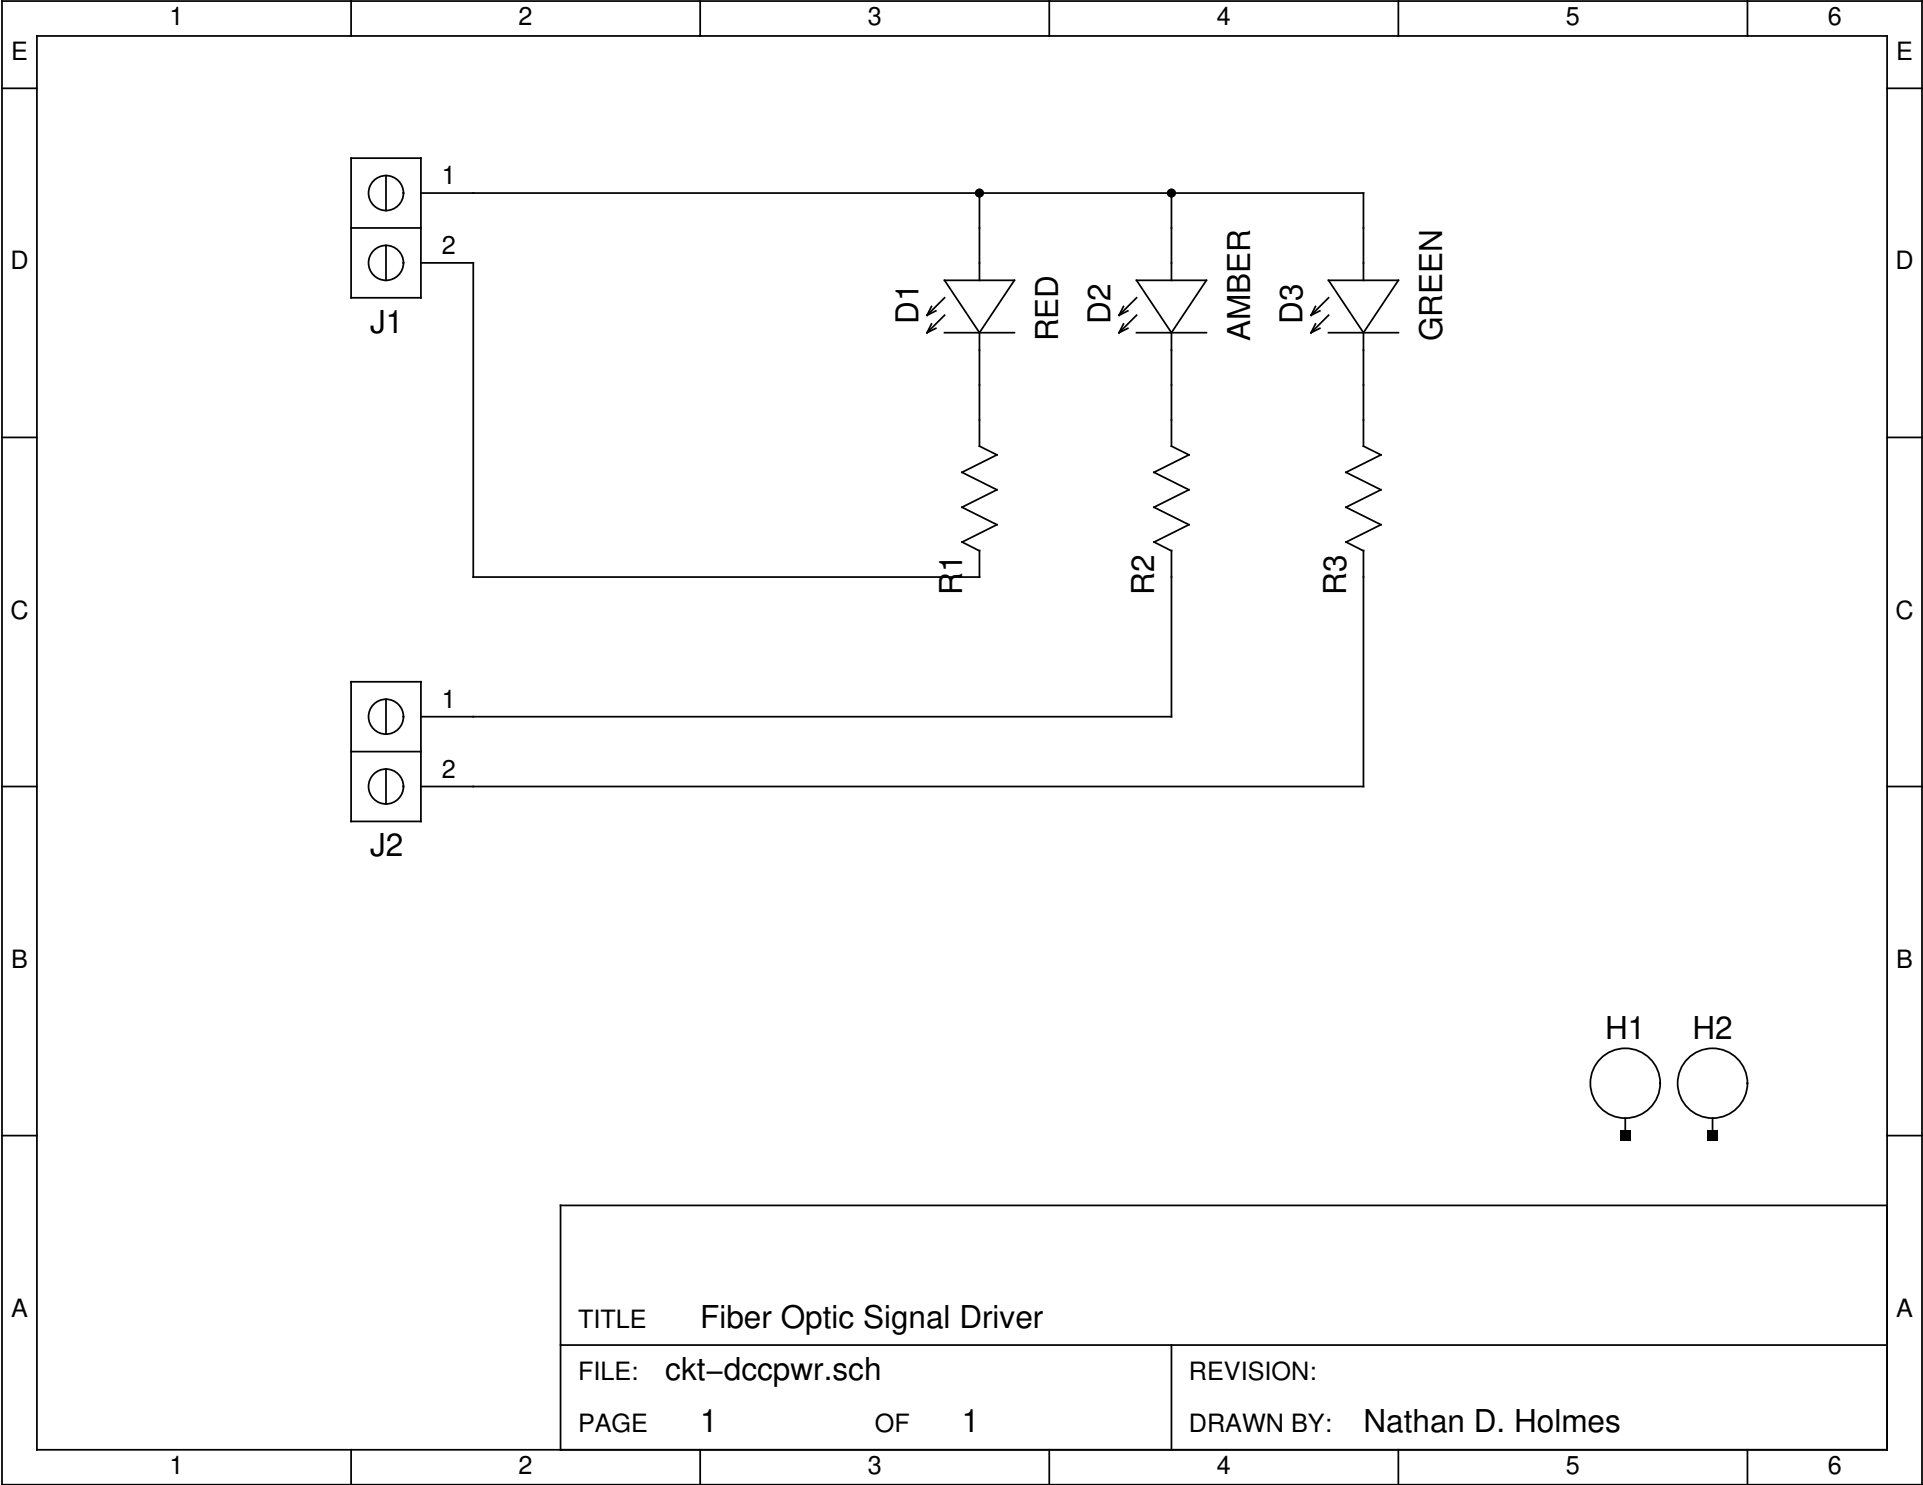 1 2 3 4 5 6
E E
1
D 2 D
J1
D1 RED D2 AMBER D3 GREEN
R1 R2 R3
C C
1
2
J2
B B
H1 H2
A A
TITLE Fiber Optic Signal Driver
FILE: ckt-dccpwr.sch REVISION:
PAGE 1 OF 1 DRAWN BY: Nathan D. Holmes
1 2 3 4 5 6